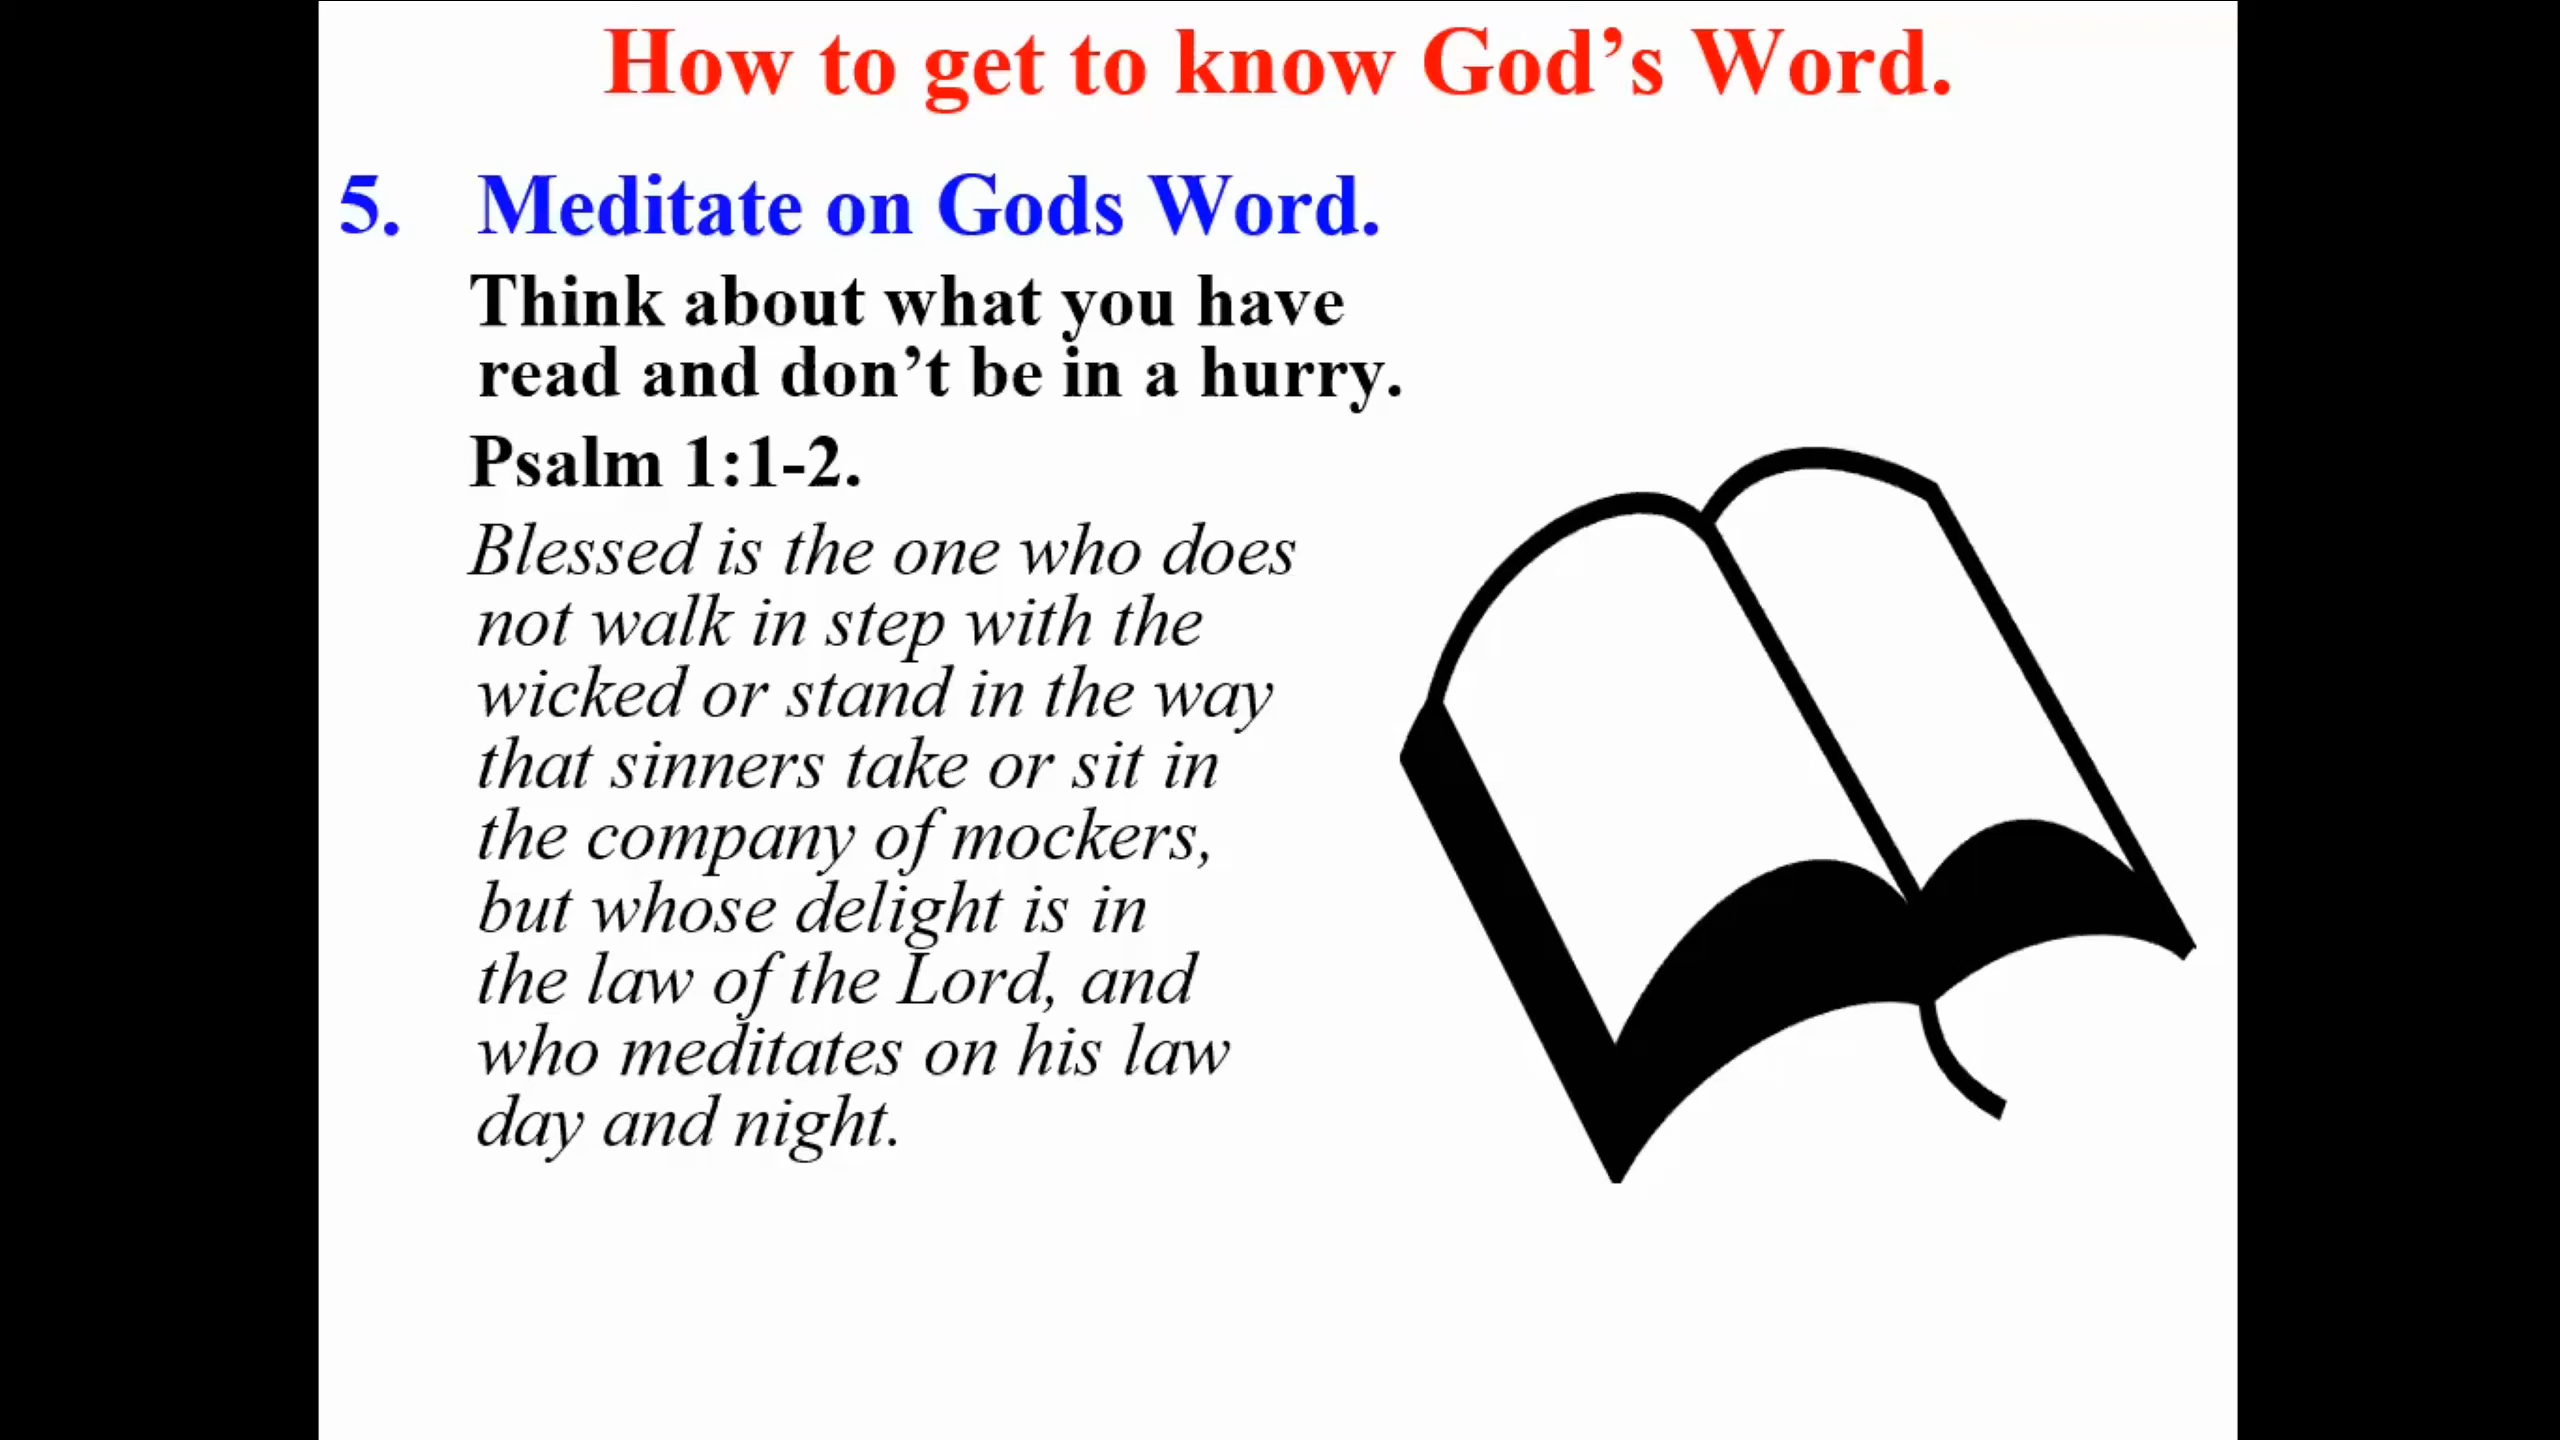 How to get to know God’s Word.
5. Meditate on Gods Word.
Think about what you have
read and don’t be in a hurry.
Psalm 1:1-2.
Blessed is the one who does
not walk in step with the
wicked or stand in the way
that sinners take or sit in
the company of mockers,
but whose delight is in
the law of the Lord, and
who meditates on his law
day and night.